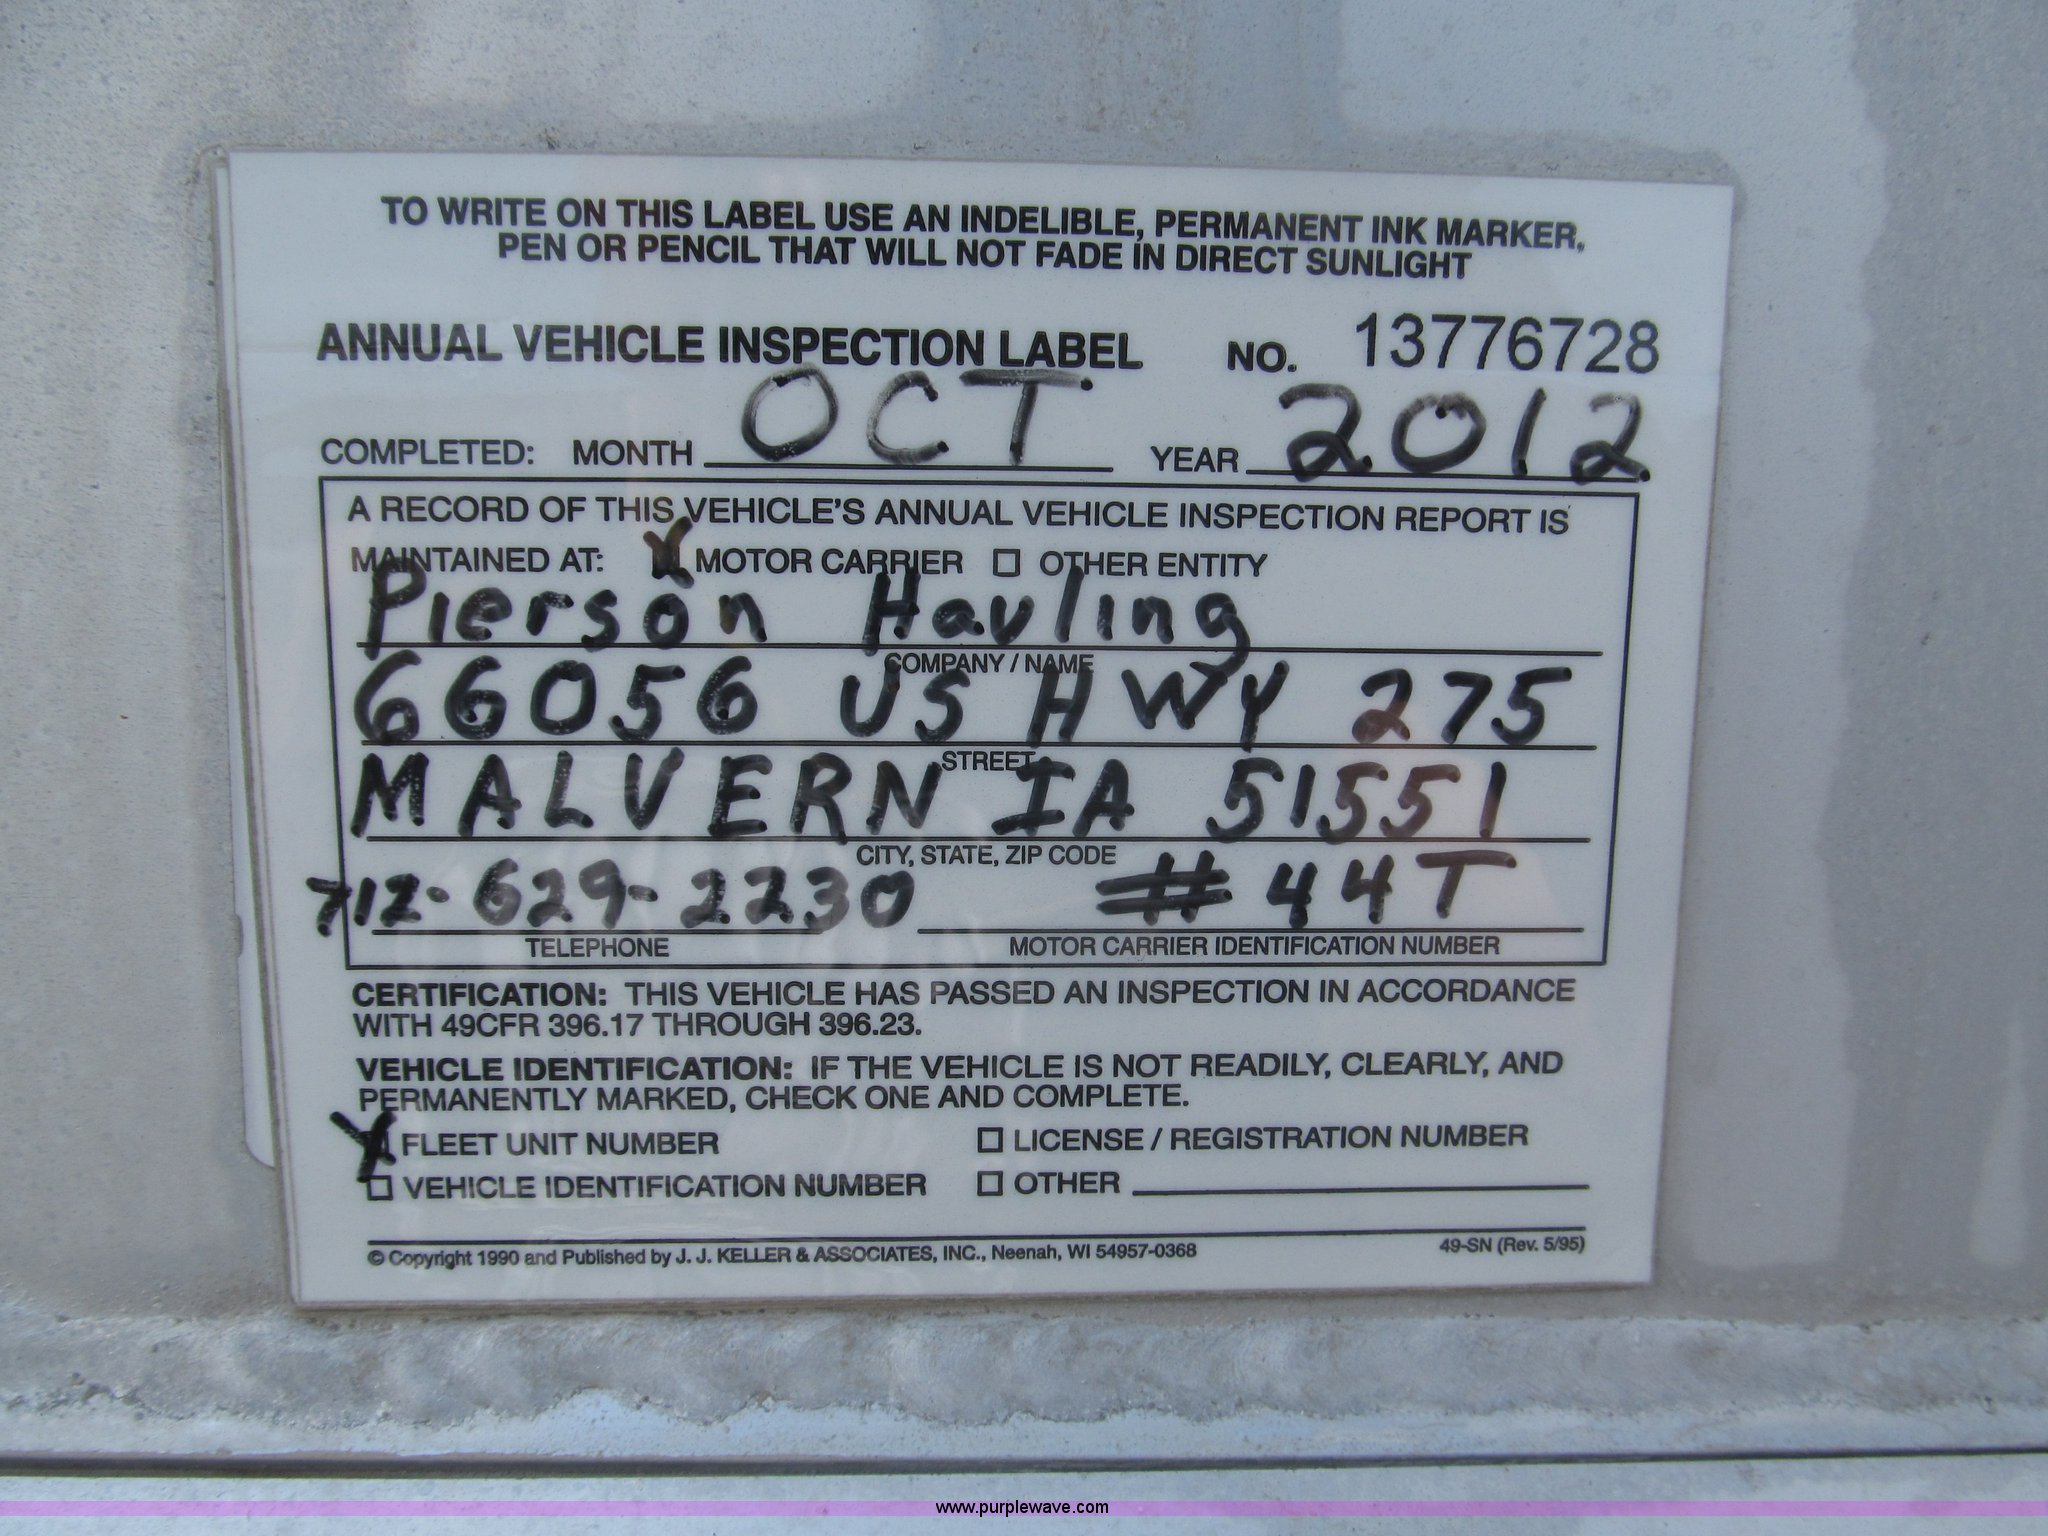 TO WRITE ON THIS LABEL USE AN INDELIBLE, PERMANENT INK MARKER,
PEN OR PENCIL THAT WILL NOT FADE IN DIRECT SUNLIGHT
ANNUAL VEHICLE INSPECTION LABEL NO. 13776728
COMPLETED: MONTH OCT YEAR 2012
A RECORD OF THIS VEHICLE'S ANNUAL VEHICLE INSPECTION REPORT IS
MAINTAINED AT: X MOTOR CARRIER ☐ OTHER ENTITY
Pierson Hauling
COMPANY / NAME
66056 US HWY 275
STREET
MALVERN IA 51551
CITY, STATE, ZIP CODE
712-629-2230 #44T
TELEPHONE MOTOR CARRIER IDENTIFICATION NUMBER
CERTIFICATION: THIS VEHICLE HAS PASSED AN INSPECTION IN ACCORDANCE
WITH 49CFR 396.17 THROUGH 396.23.
VEHICLE IDENTIFICATION: IF THE VEHICLE IS NOT READILY, CLEARLY, AND
PERMANENTLY MARKED, CHECK ONE AND COMPLETE.
X FLEET UNIT NUMBER ☐ LICENSE / REGISTRATION NUMBER
☐ VEHICLE IDENTIFICATION NUMBER ☐ OTHER
© Copyright 1990 and Published by J. J. KELLER & ASSOCIATES, INC., Neenah, WI 54957-0368 49-SN (Rev. 5/95)
www.purplewave.com